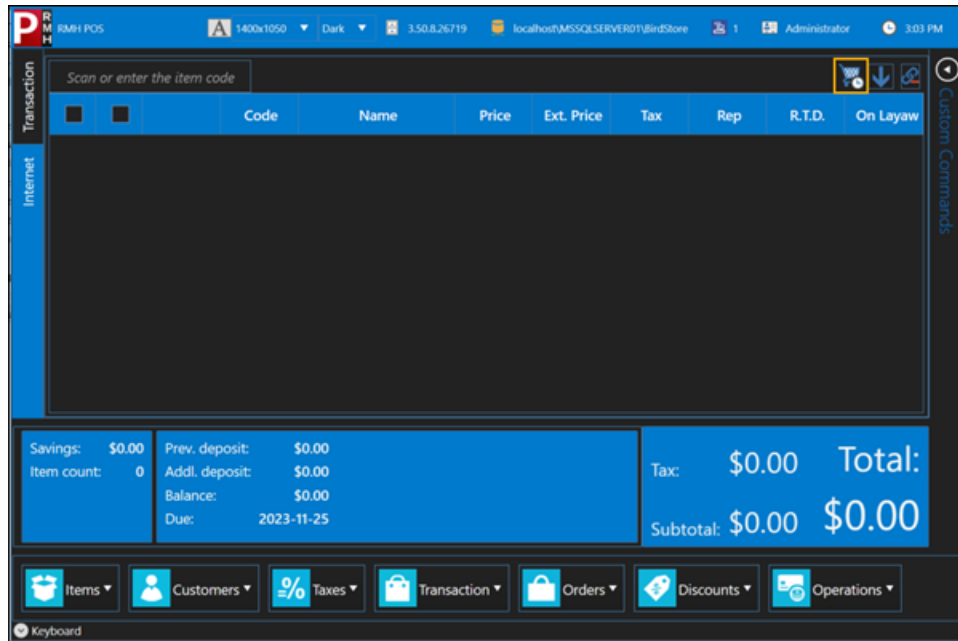 P RMH RMH POS A 1400x1050 Dark 3.50.8.26719 localhost\MSSQLSERVER01\BirdStore 1 Administrator 3:03 PM
Transaction
Internet
Scan or enter the item code
Code Name Price Ext. Price Tax Rep R.T.D. On Layaw
Custom Commands
Savings: $0.00
Item count: 0
Prev. deposit: $0.00
Addl. deposit: $0.00
Balance: $0.00
Due: 2023-11-25
Tax: $0.00
Subtotal: $0.00
Total:
$0.00
Items Customers Taxes Transaction Orders Discounts Operations
Keyboard